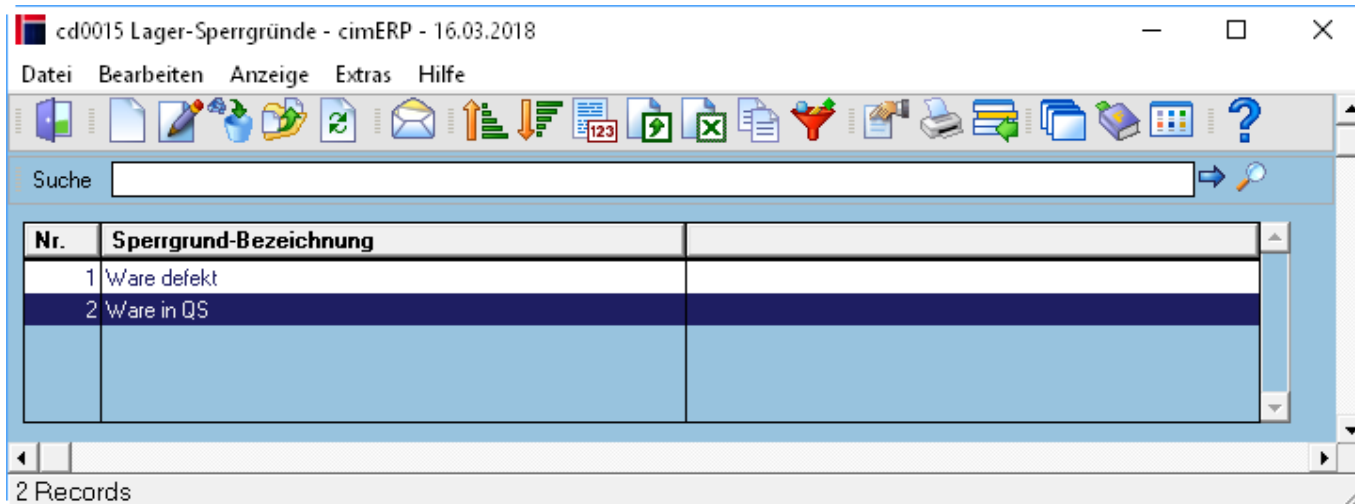 cd0015 Lager-Sperrgründe - cimERP - 16.03.2018
Datei Bearbeiten Anzeige Extras Hilfe
123
Suche
Nr. Sperrgrund-Bezeichnung
1 Ware defekt
2 Ware in QS
2 Records